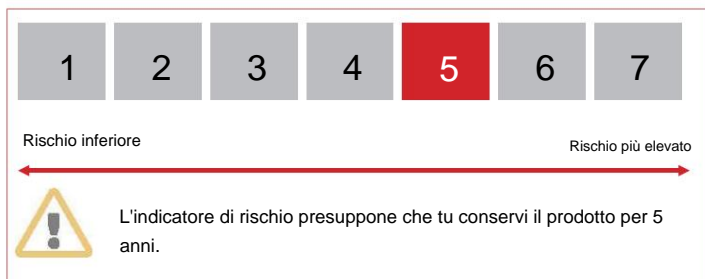 1 2 3 4 5 6 7
Rischio inferiore
Rischio più elevato
L'indicatore di rischio presuppone che tu conservi il prodotto per 5
anni.